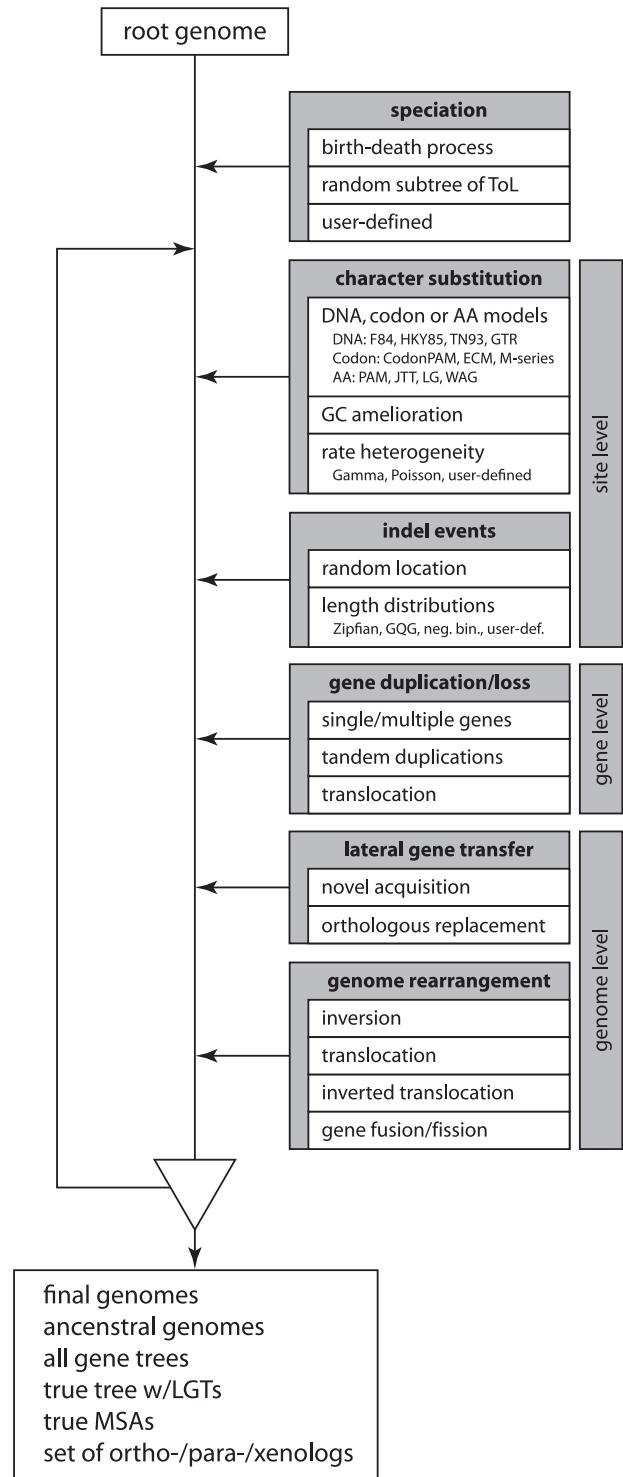 root genome
speciation
birth-death process
random subtree of ToL
user-defined
character substitution
DNA, codon or AA models
DNA: F84, HKY85, TN93, GTR
Codon: CodonPAM, ECM, M-series
AA: PAM, JTT, LG, WAG
GC amelioration
rate heterogeneity
Gamma, Poisson, user-defined
indel events
random location
length distributions
Zipfian, GQG, neg. bin., user-def.
site level
gene duplication/loss
single/multiple genes
tandem duplications
translocation
gene level
lateral gene transfer
novel acquisition
orthologous replacement
genome rearrangement
inversion
translocation
inverted translocation
gene fusion/fission
genome level
final genomes
ancenstral genomes
all gene trees
true tree w/LGTs
true MSAs
set of ortho-/para-/xenologs